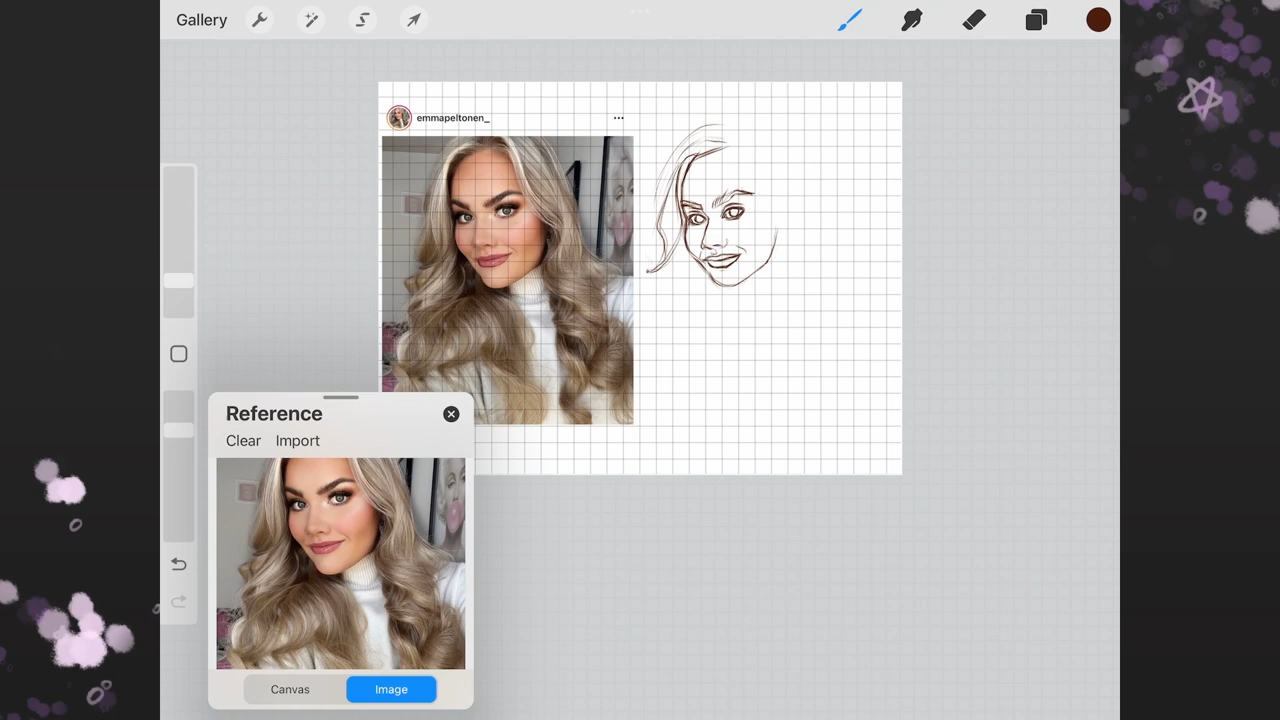 Gallery
emmapeltonen_
Reference
Clear Import
Canvas Image